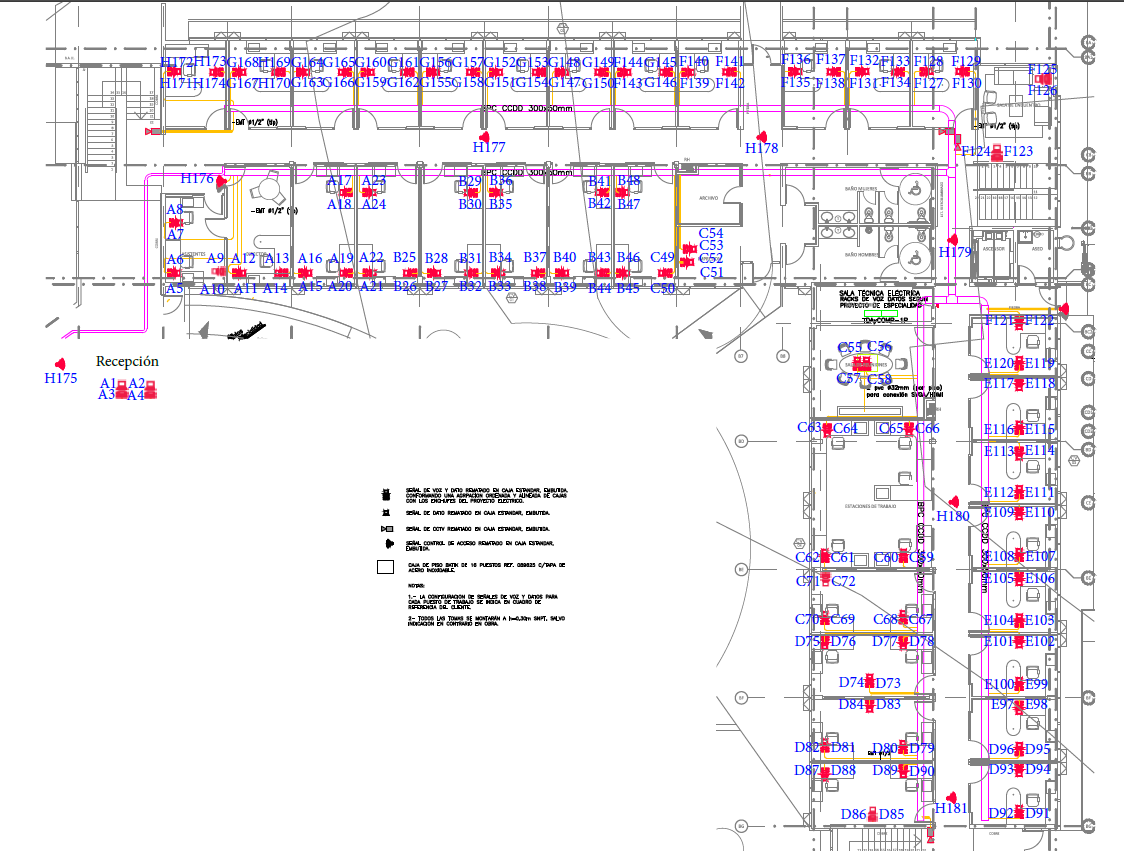 H172 H173 G168 H169 G164 G165 G160 G161 G156 G157 G152 G153 G148 G149 F144 G145 F140 F141 F136 F137 F132 F133 F128 F129 F125
H171 H174 G167 H170 G163 G166 G159 G162 G155 G158 G151 G154 G147 G150 F143 G146 F139 F142 F135 F138 F131 F134 F127 F130 F126
BPC CCDD 300x50mm
-EMT ø1/2" (tip)
-EMT ø1/2" (tip)
H177 H178
F124 F123
BPC CCDD 300x50mm
H176
A17 A23 B29 B36 B41 B48
A18 A24 B30 B35 B42 B47
ARCHIVO
BAÑO MUJERES
A8
-EMT ø1/2" (tip)
A7
C54
C53
C52
C51
H179
ASCENSOR
ASEO
BAÑO HOMBRES
A6 A9 A12 A13 A16 A19 A22 B25 B28 B31 B34 B37 B40 B43 B46 C49
A5 A10 A11 A14 A15 A20 A21 B26 B27 B32 B33 B38 B39 B44 B45 C50
SALA TÉCNICA ELÉCTRICA
RACKS DE VOZ DATOS SEGUN
PROYECTO DE ESPECIALIDAD
TDAyCOMP-1P
F121 F122
Recepción
H175
A1 A2
A3 A4
C55 C56
C57 C58
E120 E119
E117 E118
pvc ø32mm (por piso)
para conexión SVGA/HDMI
C63 C64 C65 C66
E116 E115
E113 E114
ESTACIONES DE TRABAJO
E112 E111
H180
E109 E110
BPC CCDD 300x50mm
BPC CCDD 300x50mm
SEÑAL DE VOZ Y DATO REMATADO EN CAJA ESTANDAR, EMBUTIDA,
CONFORMANDO UNA AGRPACION ORDENADA Y ALINEADA DE CAJAS
CON LOS ENCHUFES DEL PROYECTO ELECTRICO.
SEÑAL DE DATO REMATADO EN CAJA ESTANDAR, EMBUTIDA.
SEÑAL DE CCTV REMATADO EN CAJA ESTANDAR, EMBUTIDA.
SEÑAL CONTROL DE ACCESO REMATADO EN CAJA ESTANDAR,
EMBUTIDA.
CAJA DE PISO BATIK DE 16 PUESTOS REF. 089625 C/TAPA DE
ACERO INOXIDABLE.
NOTAS:
1.- LA CONFIGURACION DE SEÑALES DE VOZ Y DATOS PARA
CADA PUESTO DE TRABAJO SE INDICA EN CUADRO DE
REFERENCIA DEL CLIENTE.
2- TODOS LAS TOMAS SE MONTARÁN A h=0,30m SNPT, SALVO
INDICACION EN CONTRARIO EN OBRA.
C62 C61 C60 C59
E108 E107
C71 C72
E105 E106
C70 C69 C68 C67
E104 E103
D75 D76 D77 D78
E101 E102
D74 D73
E100 E99
D84 D83
E97 E98
D82 D81 D80 D79
D96 D95
D87 D88 D89 D90
D93 D94
H181
D86 D85
D92 D91